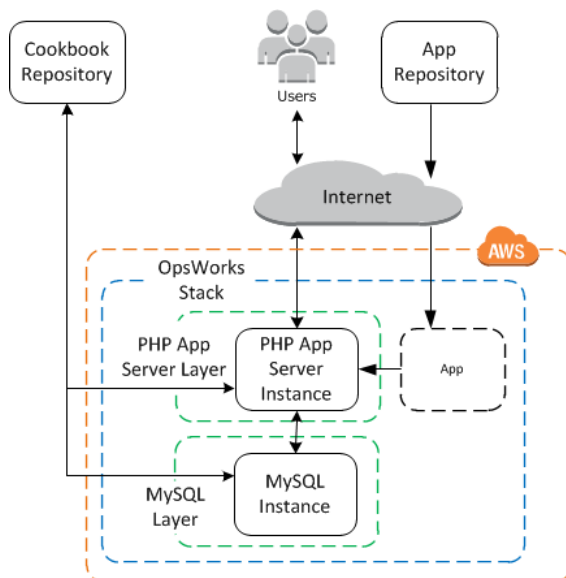 Cookbook
Repository
Users
App
Repository
Internet
AWS
OpsWorks
Stack
PHP App
Server Layer
PHP App
Server
Instance
App
MySQL
Layer
MySQL
Instance